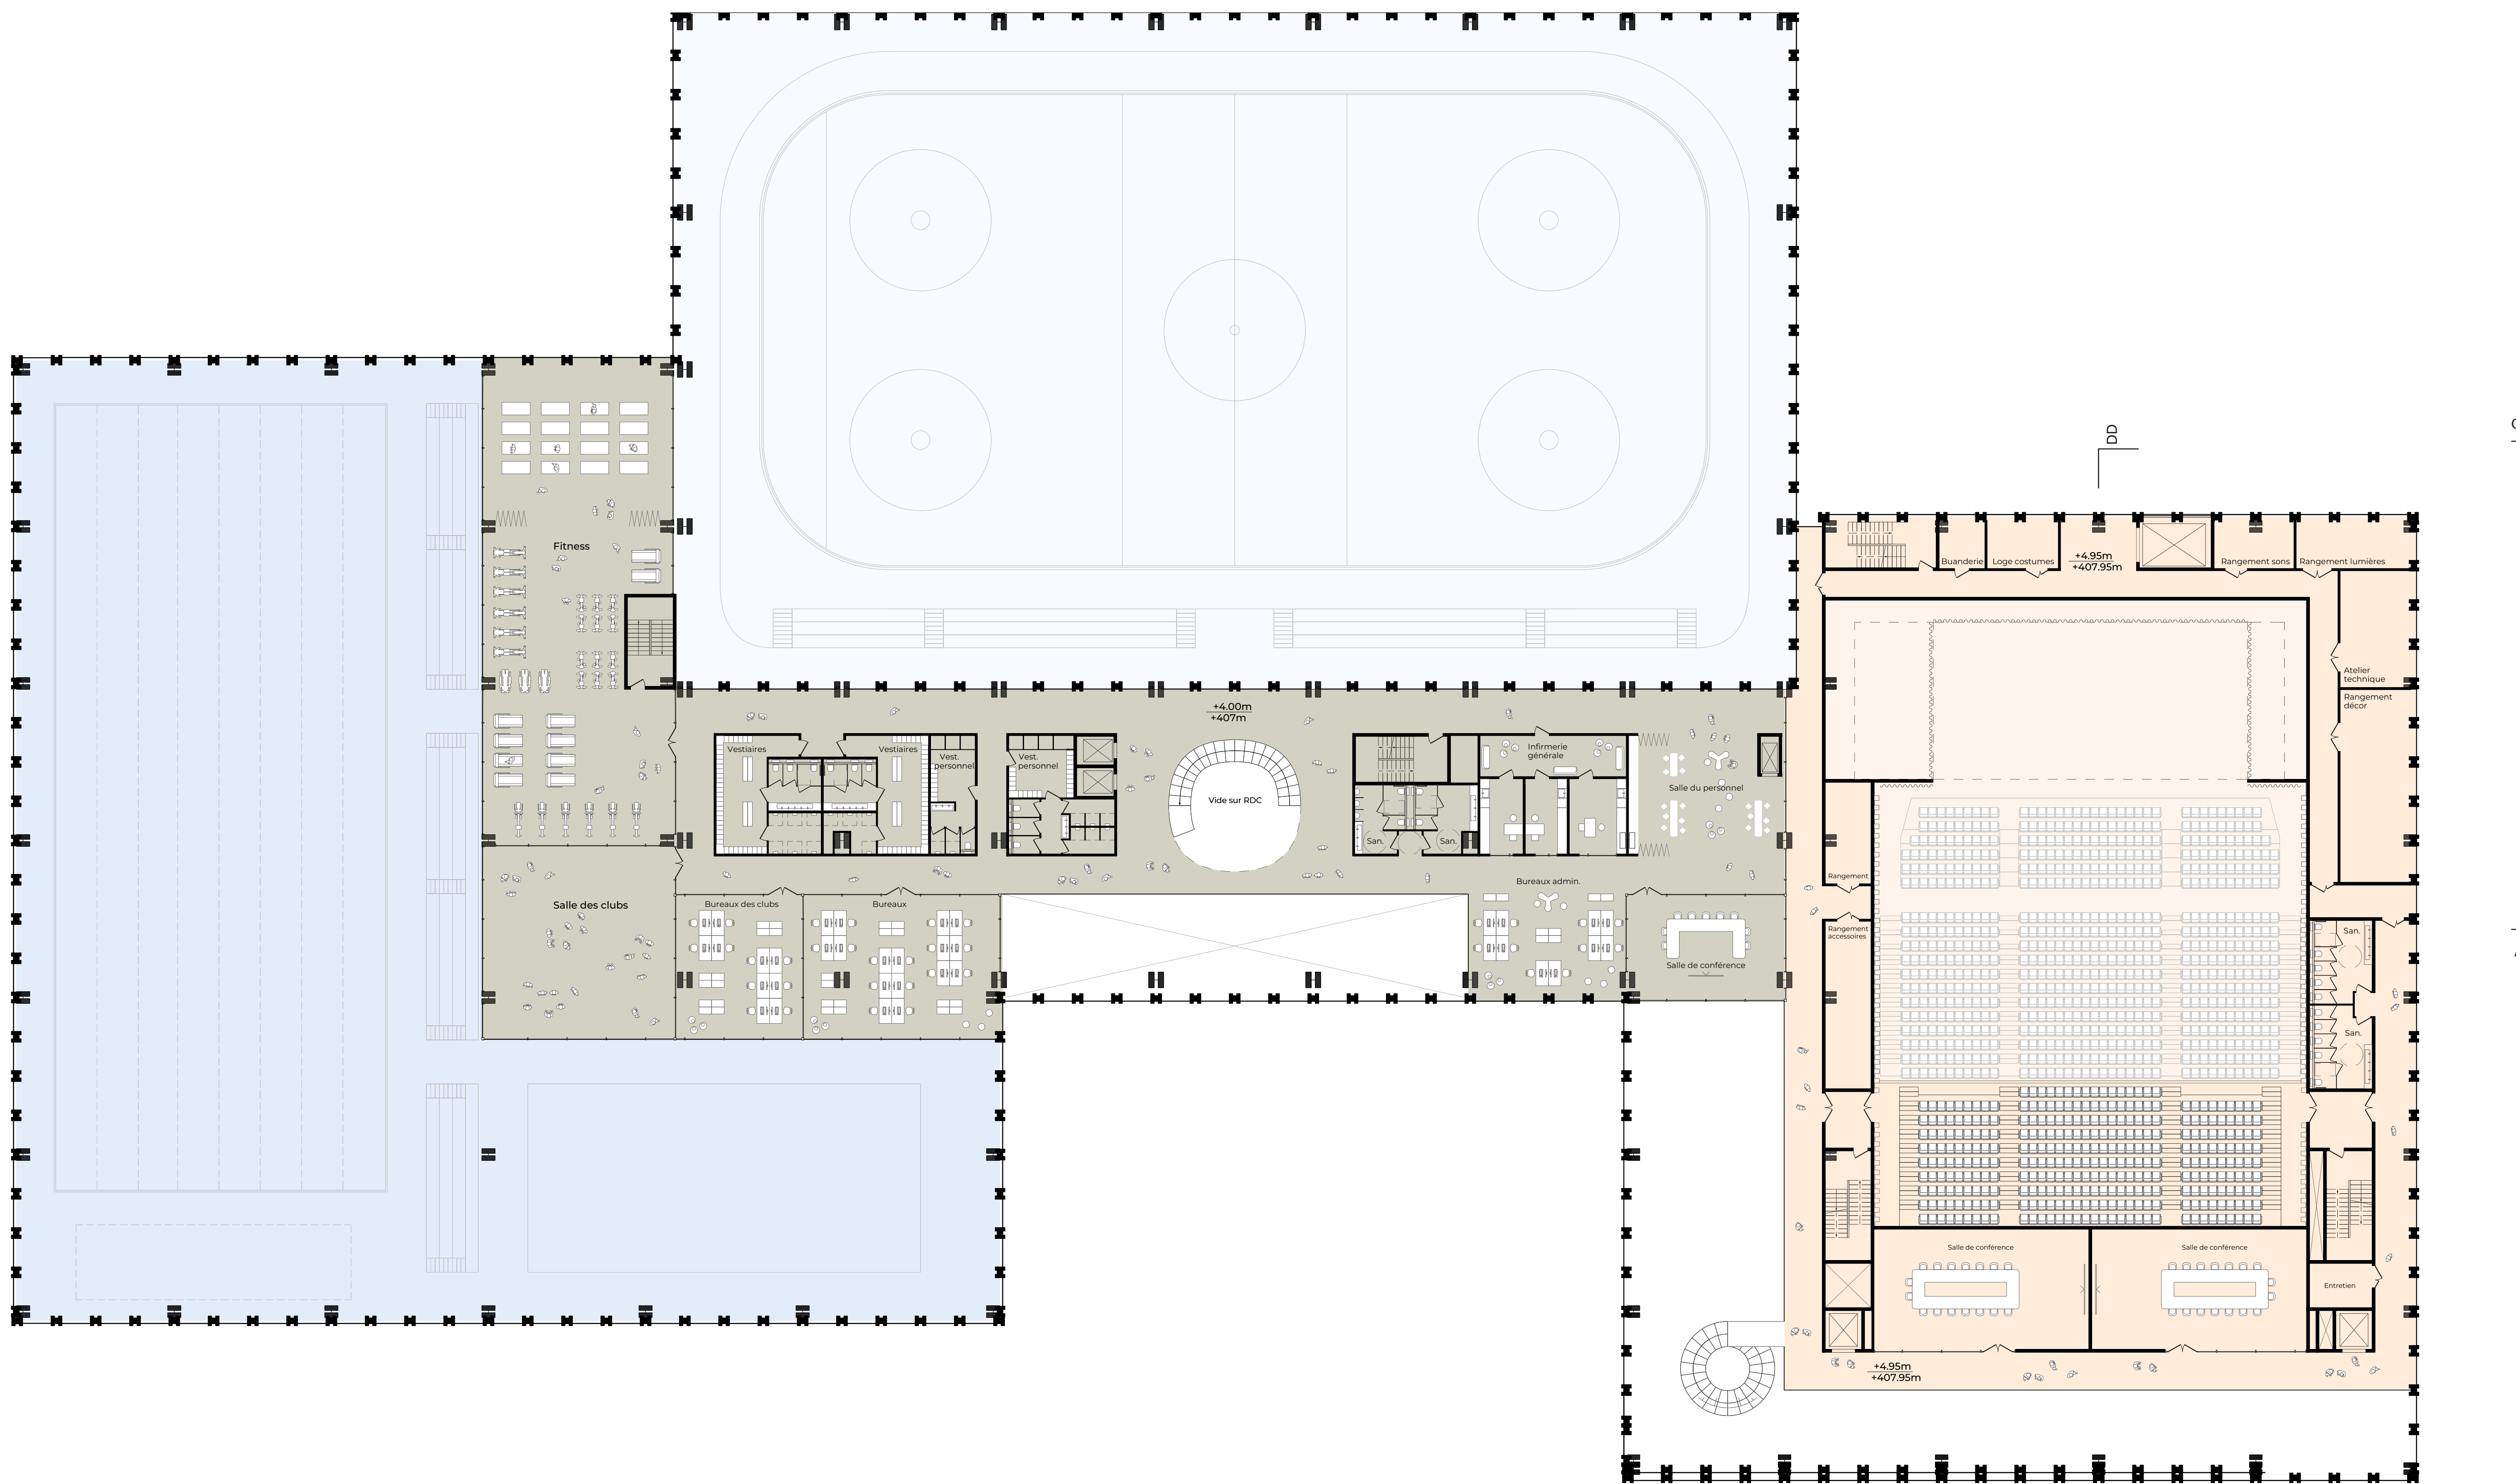 DD
C
Fitness
+4.95m
+407.95m
Buanderie
Loge costumes
Rangement sons
Rangement lumières
Atelier
technique
Rangement
décor
+4.00m
+407m
Vestiaires
Vestiaires
Vest.
personnel
Vest.
personnel
Vide sur RDC
Infirmerie
générale
Salle du personnel
San.
San.
Rangement
Bureaux admin.
Salle des clubs
Bureaux des clubs
Bureaux
Salle de conférence
Rangement
accessoires
San.
San.
Salle de conférence
Salle de conférence
Entretien
+4.95m
+407.95m